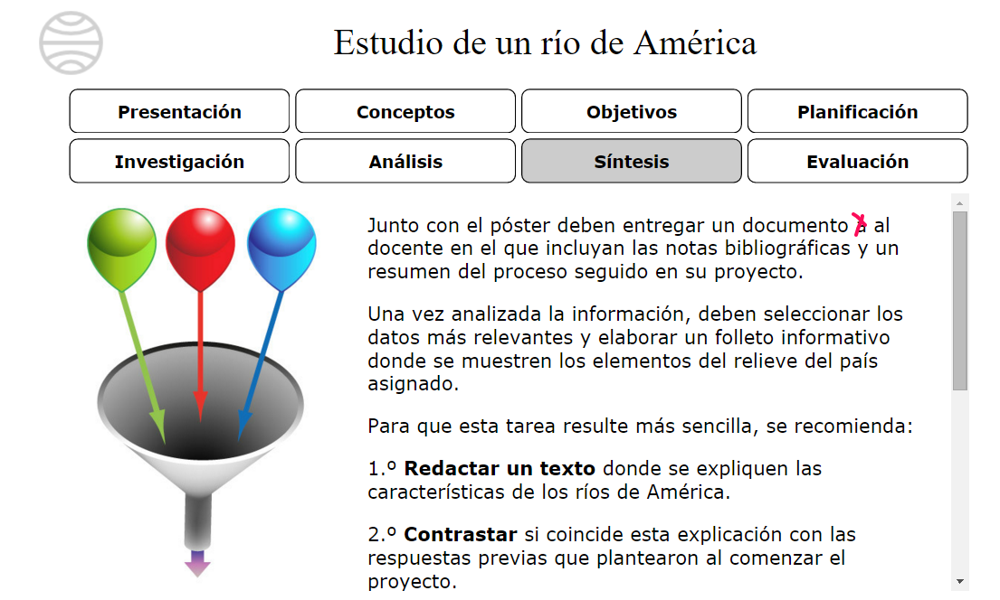 Estudio de un río de América
Presentación
Conceptos
Objetivos
Planificación
Investigación
Análisis
Síntesis
Evaluación
Junto con el póster deben entregar un documento a al
docente en el que incluyan las notas bibliográficas y un
resumen del proceso seguido en su proyecto.
Una vez analizada la información, deben seleccionar los
datos más relevantes y elaborar un folleto informativo
donde se muestren los elementos del relieve del país
asignado.
Para que esta tarea resulte más sencilla, se recomienda:
1.º Redactar un texto donde se expliquen las
características de los ríos de América.
2.º Contrastar si coincide esta explicación con las
respuestas previas que plantearon al comenzar el
proyecto.